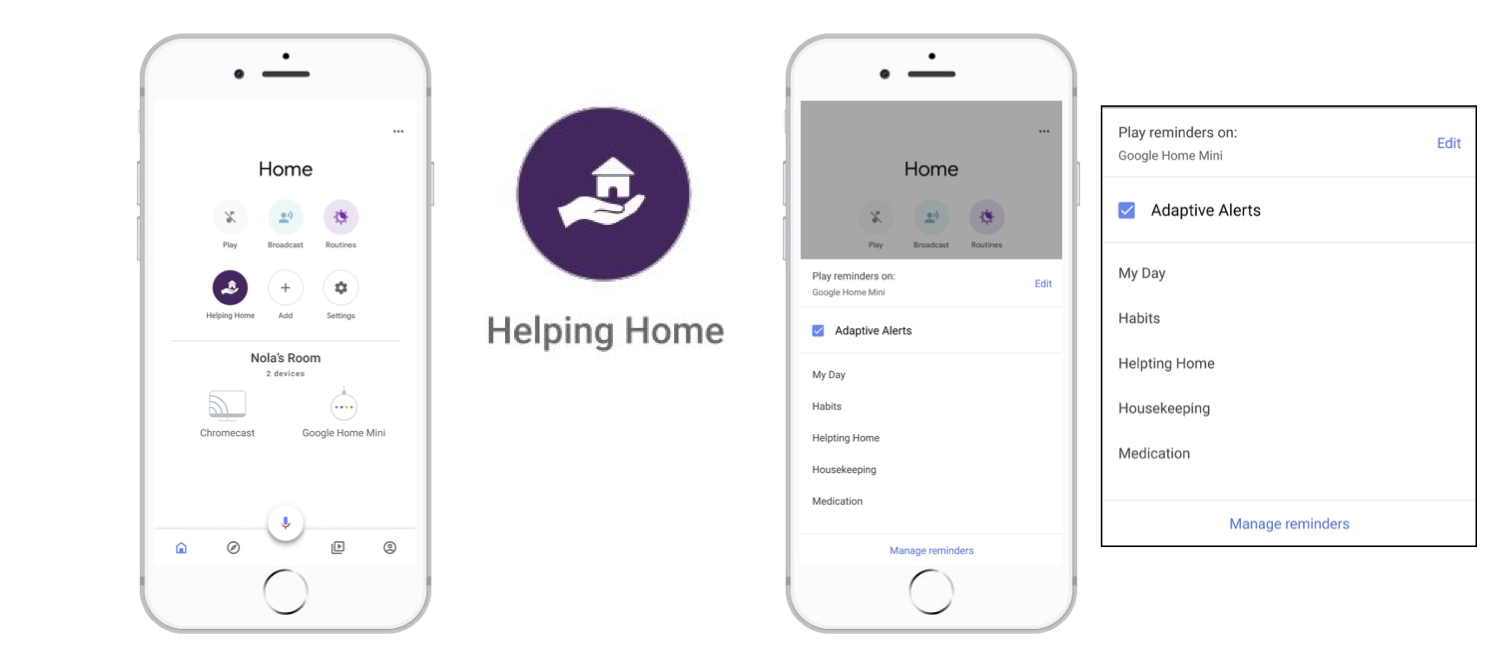 Home
Play Broadcast Routines
Helping Home Add Settings
Nola's Room
2 devices
Chromecast Google Home Mini
Helping Home
Home
Play Broadcast Routines
Play reminders on:
Google Home Mini
Edit
Adaptive Alerts
My Day
Habits
Helpting Home
Housekeeping
Medication
Manage reminders
Play reminders on:
Google Home Mini
Edit
Adaptive Alerts
My Day
Habits
Helpting Home
Housekeeping
Medication
Manage reminders